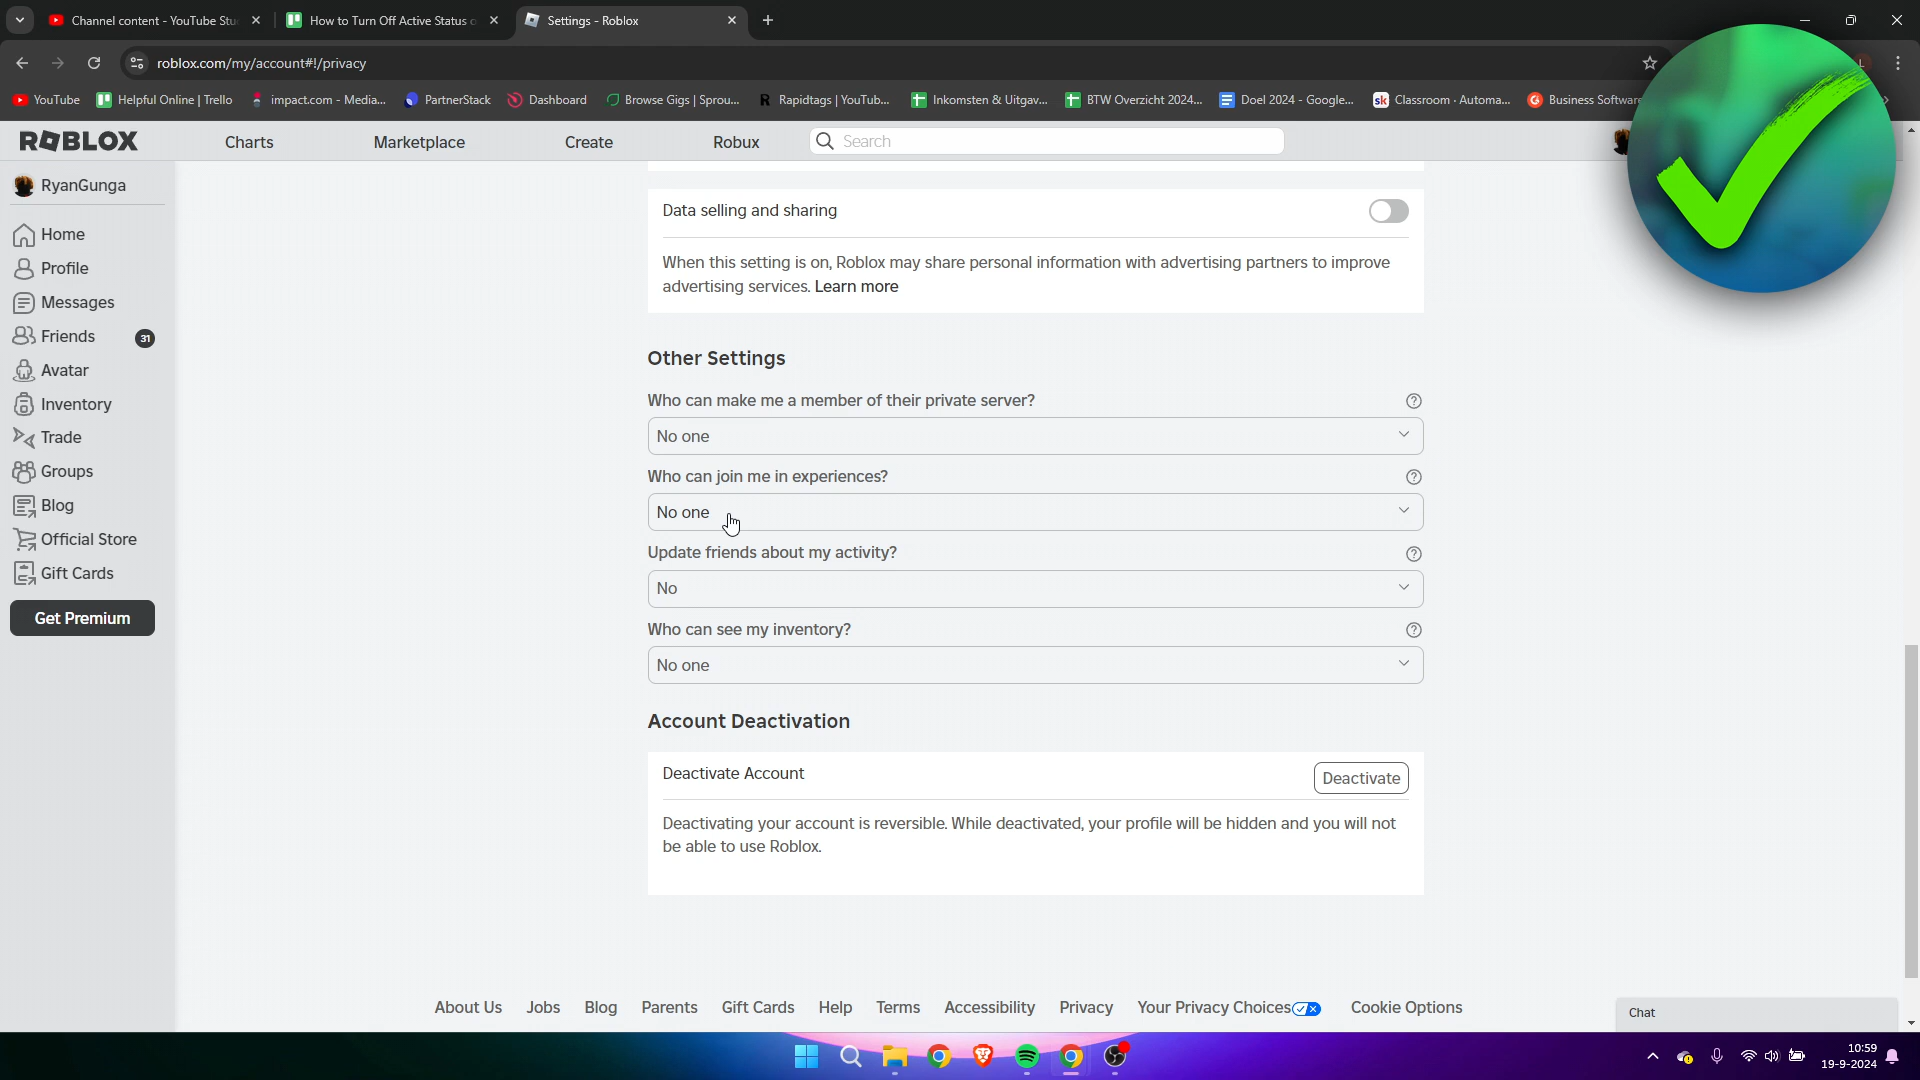 Channel content - YouTube Stu
How to Turn Off Active Status o
Settings - Roblox
roblox.com/my/account#!/privacy
YouTube
Helpful Online | Trello
impact.com - Media...
PartnerStack
Dashboard
Browse Gigs | Sprou...
Rapidtags | YouTub...
Inkomsten & Uitgav...
BTW Overzicht 2024...
Doel 2024 - Google...
Classroom - Automa...
Business Software
ROBLOX
Charts
Marketplace
Create
Robux
Search
RyanGunga
Home
Profile
Messages
Friends 31
Avatar
Inventory
Trade
Groups
Blog
Official Store
Gift Cards
Get Premium
Data selling and sharing
When this setting is on, Roblox may share personal information with advertising partners to improve
advertising services. Learn more
Other Settings
Who can make me a member of their private server?
No one
Who can join me in experiences?
No one
Update friends about my activity?
No
Who can see my inventory?
No one
Account Deactivation
Deactivate Account
Deactivate
Deactivating your account is reversible. While deactivated, your profile will be hidden and you will not
be able to use Roblox.
About Us Jobs Blog Parents Gift Cards Help Terms Accessibility Privacy Your Privacy Choices Cookie Options
Chat
10:59
19-9-2024